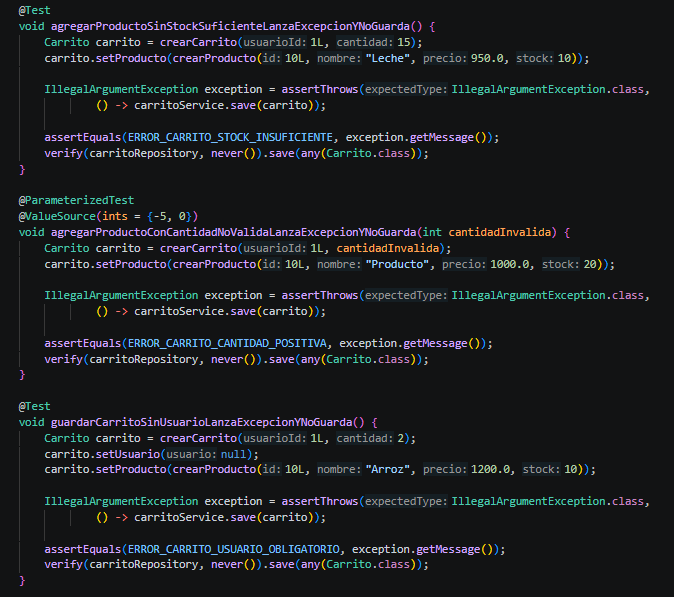 @Test
void agregarProductoSinStockSuficienteLanzaExcepcionYNoGuarda() {
Carrito carrito = crearCarrito(usuarioId: 1L, cantidad: 15);
carrito.setProducto(crearProducto(id: 10L, nombre: "Leche", precio: 950.0, stock: 10));
IllegalArgumentException exception = assertThrows(expectedType: IllegalArgumentException.class,
() -> carritoService.save(carrito));
assertEquals(ERROR_CARRITO_STOCK_INSUFICIENTE, exception.getMessage());
verify(carritoRepository, never()).save(any(Carrito.class));
}
@ParameterizedTest
@ValueSource(ints = {-5, 0})
void agregarProductoConCantidadNoValidaLanzaExcepcionYNoGuarda(int cantidadInvalida) {
Carrito carrito = crearCarrito(usuarioId: 1L, cantidadInvalida);
carrito.setProducto(crearProducto(id: 10L, nombre: "Producto", precio: 1000.0, stock: 20));
IllegalArgumentException exception = assertThrows(expectedType: IllegalArgumentException.class,
() -> carritoService.save(carrito));
assertEquals(ERROR_CARRITO_CANTIDAD_POSITIVA, exception.getMessage());
verify(carritoRepository, never()).save(any(Carrito.class));
}
@Test
void guardarCarritoSinUsuarioLanzaExcepcionYNoGuarda() {
Carrito carrito = crearCarrito(usuarioId: 1L, cantidad: 2);
carrito.setUsuario(usuario: null);
carrito.setProducto(crearProducto(id: 10L, nombre: "Arroz", precio: 1200.0, stock: 10));
IllegalArgumentException exception = assertThrows(expectedType: IllegalArgumentException.class,
() -> carritoService.save(carrito));
assertEquals(ERROR_CARRITO_USUARIO_OBLIGATORIO, exception.getMessage());
verify(carritoRepository, never()).save(any(Carrito.class));
}